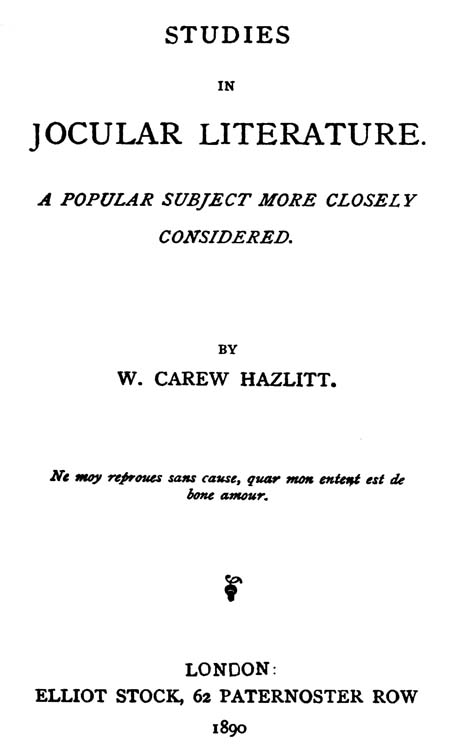 STUDIES
IN
JOCULAR LITERATURE.
A POPULAR SUBJECT MORE CLOSELY
CONSIDERED.
BY
W. CAREW HAZLITT.
Ne moy reproues sans cause, quar mon entent est de
bone amour.
LONDON:
ELLIOT STOCK, 62 PATERNOSTER ROW
1890